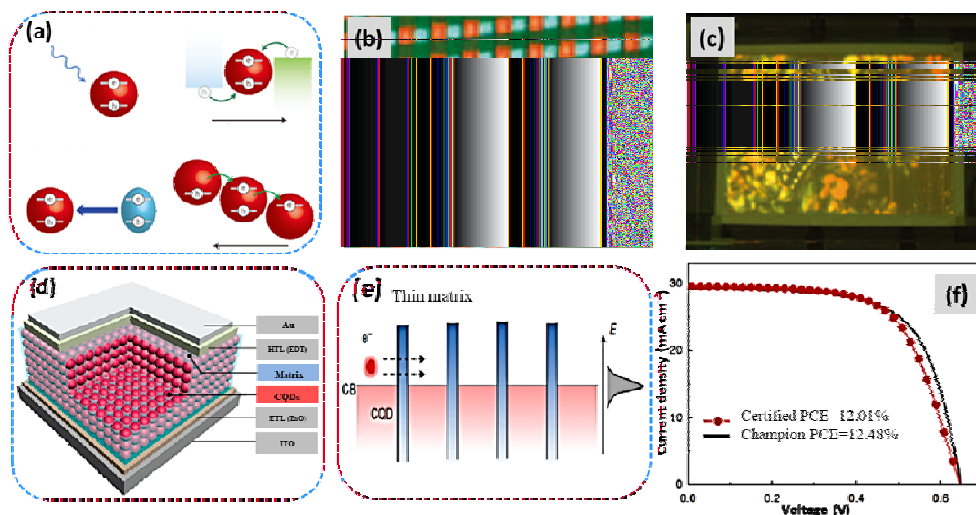 (a)
(b)
(c)
(d)
Au
HTL (EDT)
Matrix
CQDs
ETL (ZnO)
ITO
(e)
Thin matrix
e⁻
CB
CQD
E
(f)
Current density (mA cm⁻²)
30
20
10
0
Certified PCE=12.01%
Champion PCE=12.48%
0.0
0.2
0.4
0.6
Voltage (V)